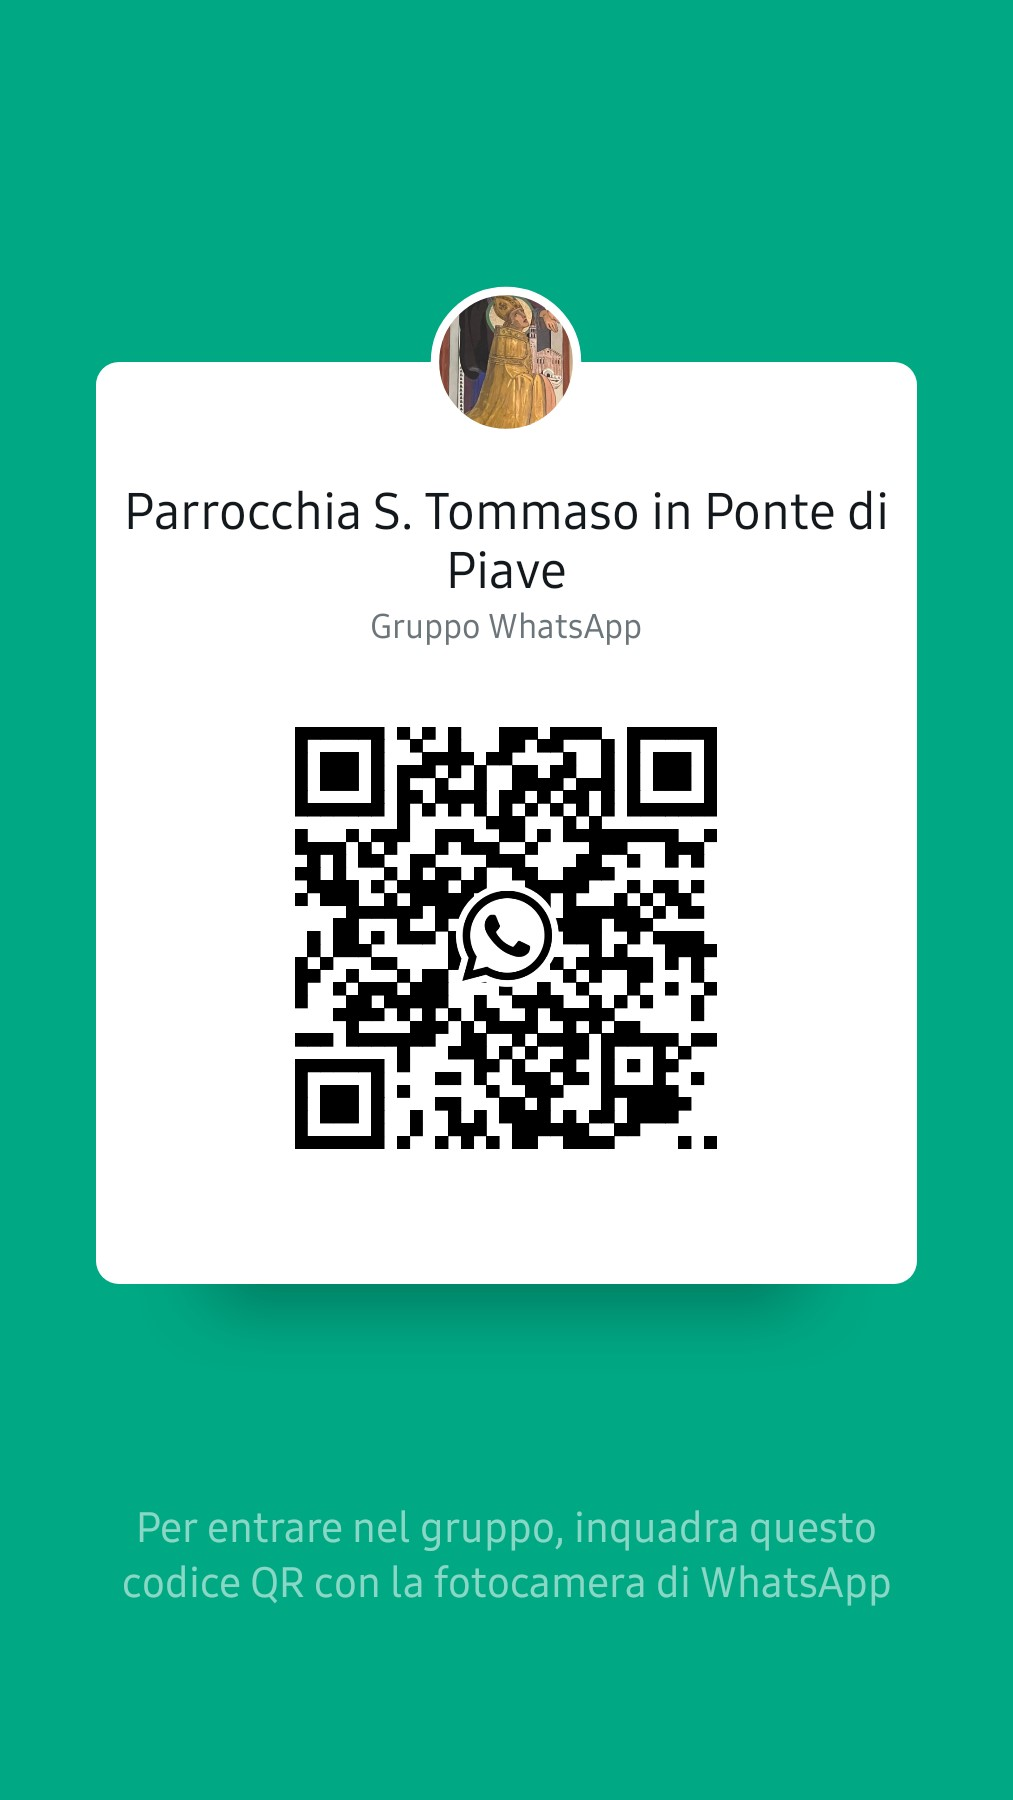 Parrocchia S. Tommaso in Ponte di
Piave
Gruppo WhatsApp
Per entrare nel gruppo, inquadra questo
codice QR con la fotocamera di WhatsApp